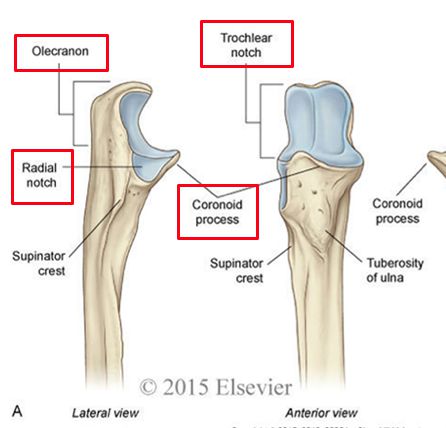 Olecranon
Trochlear
notch
Radial
notch
Coronoid
process
Coronoid
process
Supinator
crest
Supinator
crest
Tuberosity
of ulna
© 2015 Elsevier
A
Lateral view
Anterior view